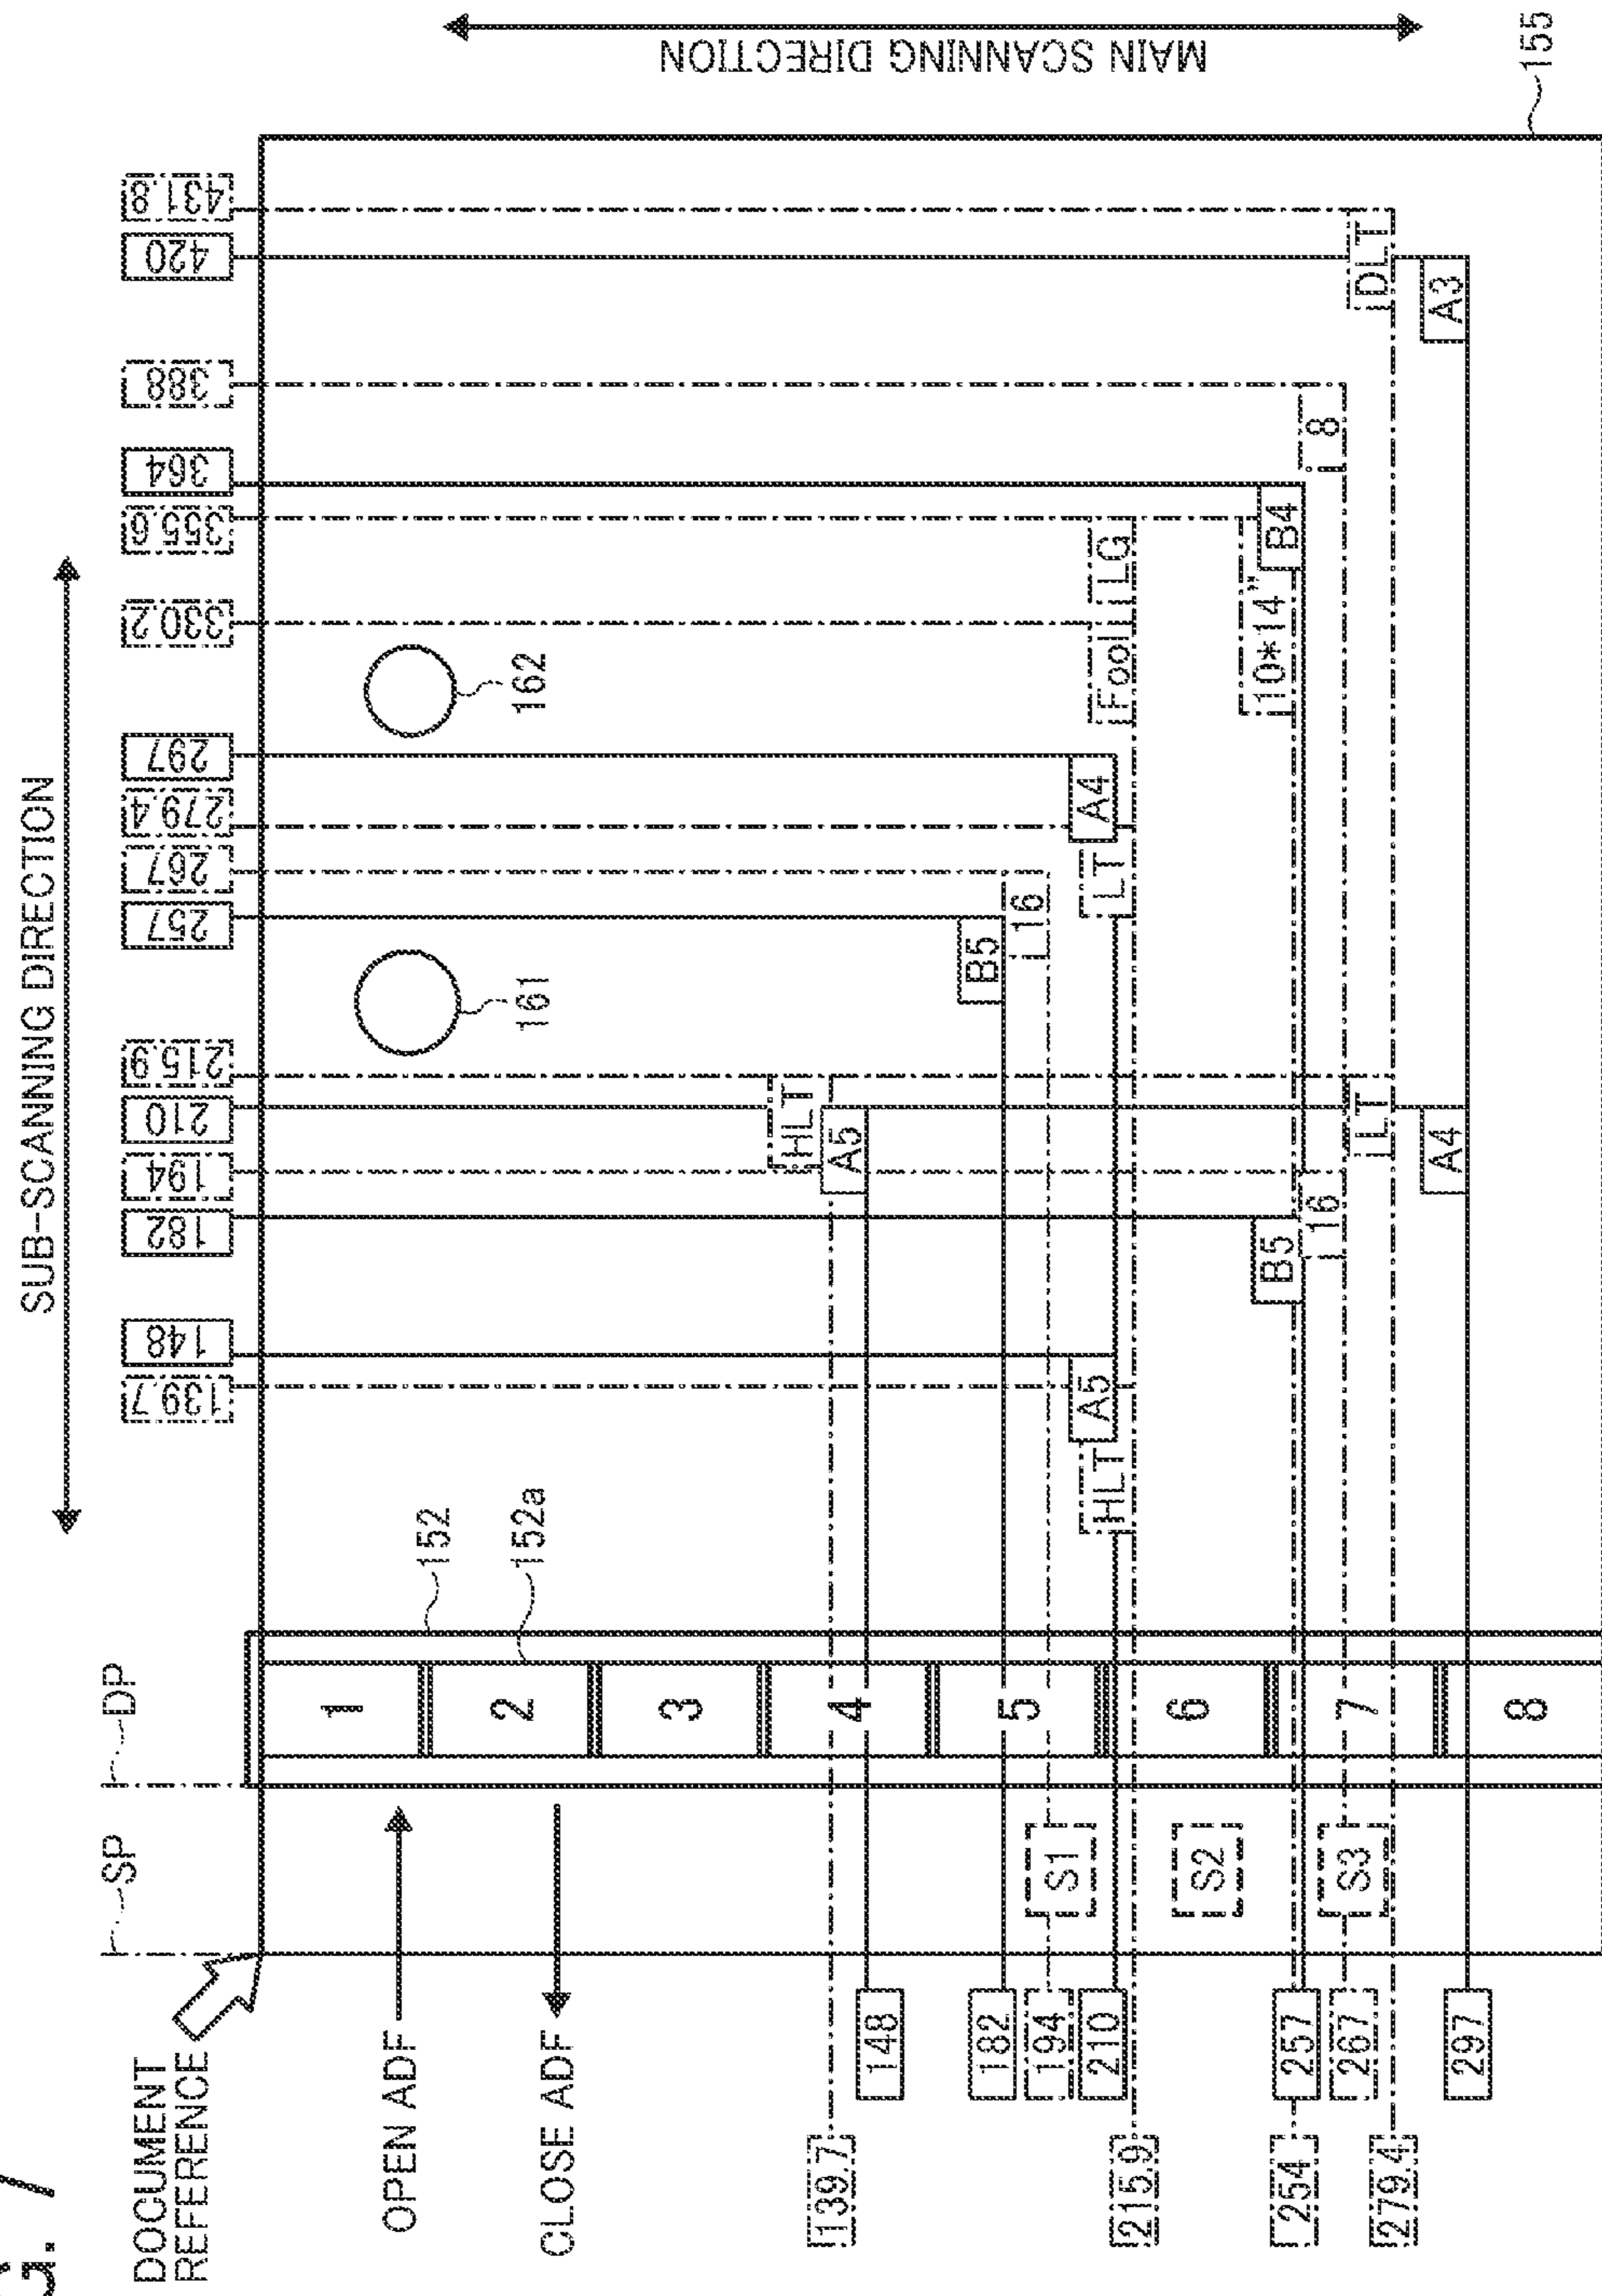 G. 7
SUB-SCANNING DIRECTION
MAIN SCANNING DIRECTION
DOCUMENT
REFERENCE
SP
DP
139.7
148
182
194
210
215.9
257
267
279.4
297
330.2
355.6
364
388
420
431.8
OPEN ADF
CLOSE ADF
152
152a
161
162
155
1
2
3
4
5
6
7
8
S1
S2
S3
HLT
A5
B5
16
HLT
A5
LT
A4
Fool
LG
B5
16
10*14"
B4
8
LT
DLT
A4
A3
139.7
148
182
194
210
215.9
254
257
267
279.4
297